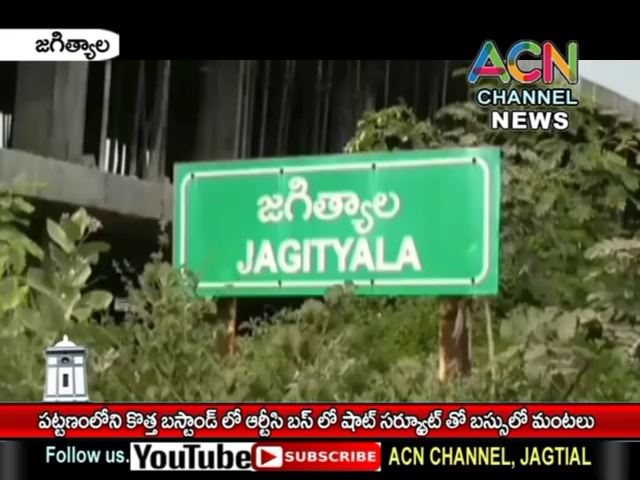 జగిత్యాల
ACN
CHANNEL
NEWS
జగిత్యాల
JAGITYALA
పట్టణంలోని కొత్త బస్టాండ్ లో ఆర్టీసి బస్ లో షాట్ సర్క్యూట్ తో బస్సులో మంటలు
Follow us. YouTube SUBSCRIBE ACN CHANNEL, JAGTIAL